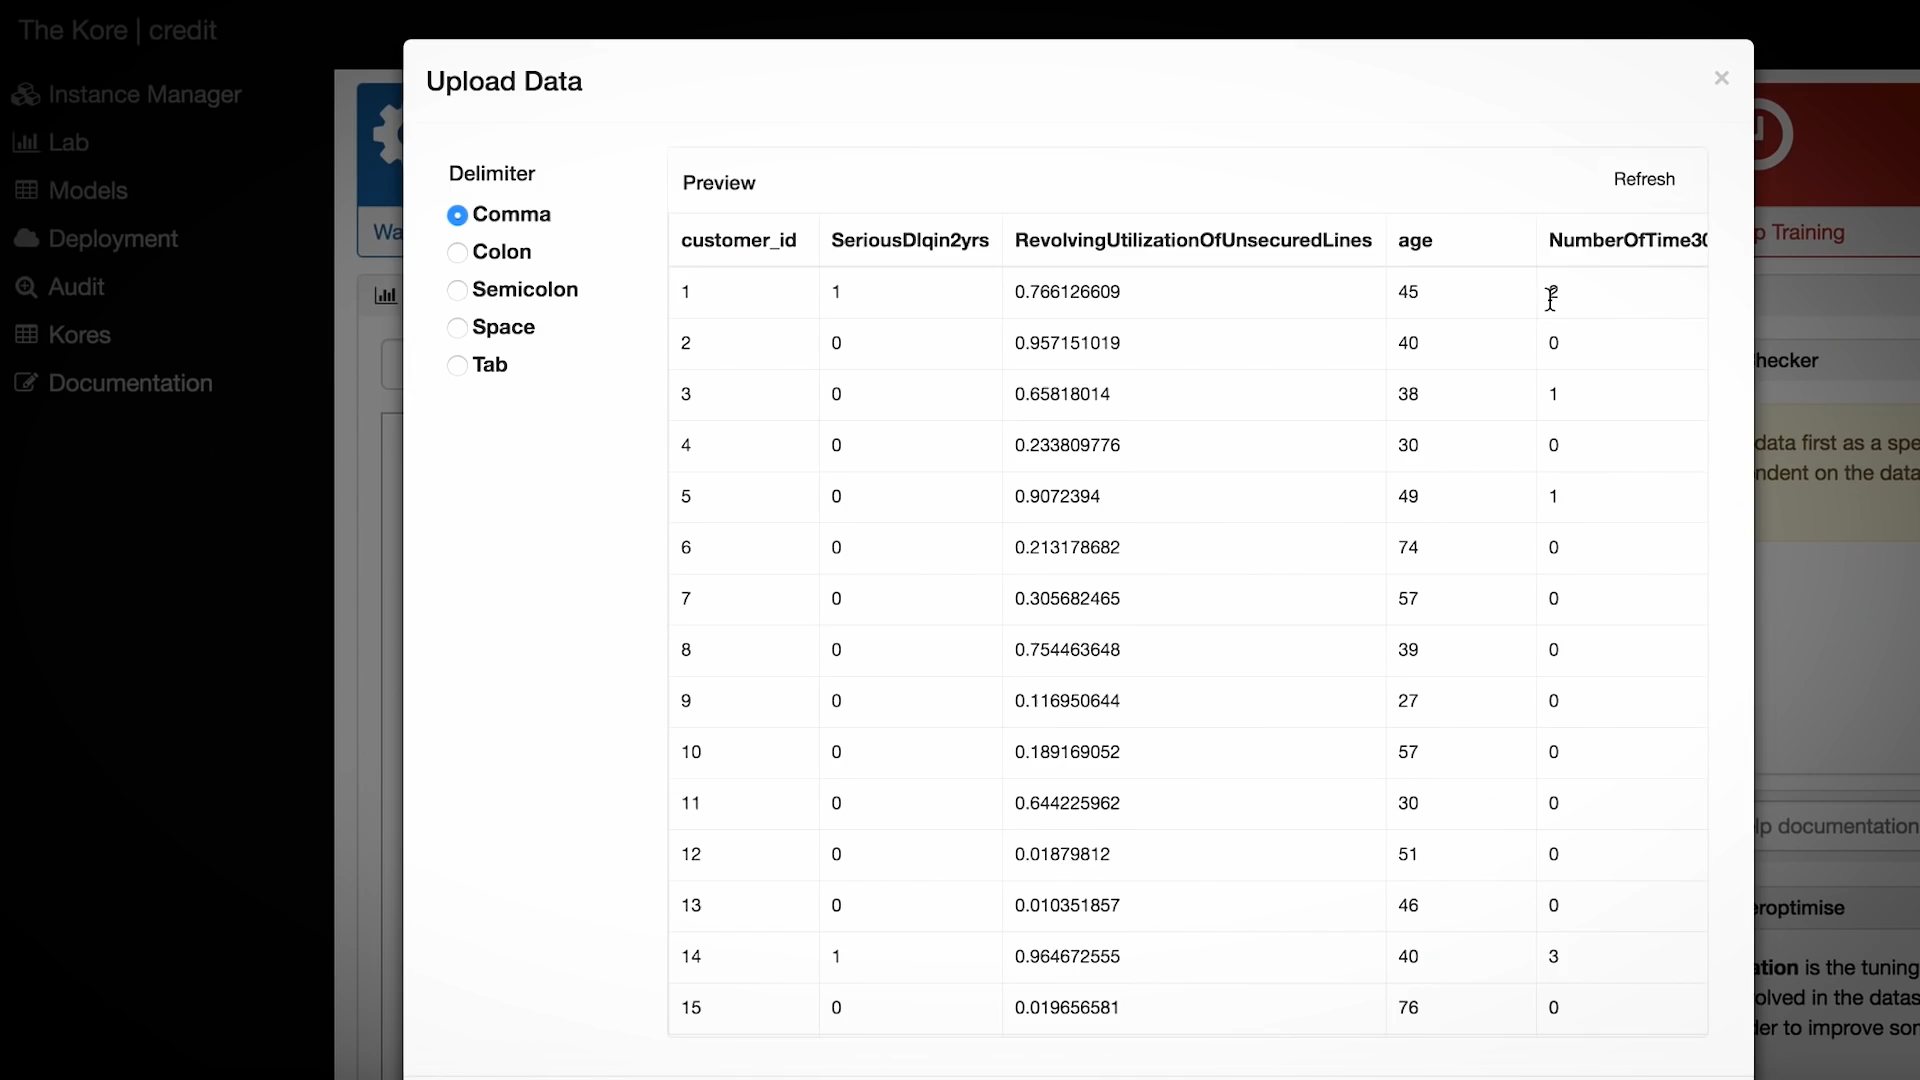 The Kore | credit
Instance Manager
Lab
Models
Deployment
Audit
Kores
Documentation
Upload Data
×
Delimiter
Comma
Colon
Semicolon
Space
Tab
Preview
Refresh
customer_id SeriousDlqin2yrs RevolvingUtilizationOfUnsecuredLines age NumberOfTime30
1 1 0.766126609 45 2
2 0 0.957151019 40 0
3 0 0.65818014 38 1
4 0 0.233809776 30 0
5 0 0.9072394 49 1
6 0 0.213178682 74 0
7 0 0.305682465 57 0
8 0 0.754463648 39 0
9 0 0.116950644 27 0
10 0 0.189169052 57 0
11 0 0.644225962 30 0
12 0 0.01879812 51 0
13 0 0.010351857 46 0
14 1 0.964672555 40 3
15 0 0.019656581 76 0
Wa
p Training
hecker
data first as a spe
ndent on the data
lp documentation
eroptimise
ation is the tuning
olved in the datas
der to improve son